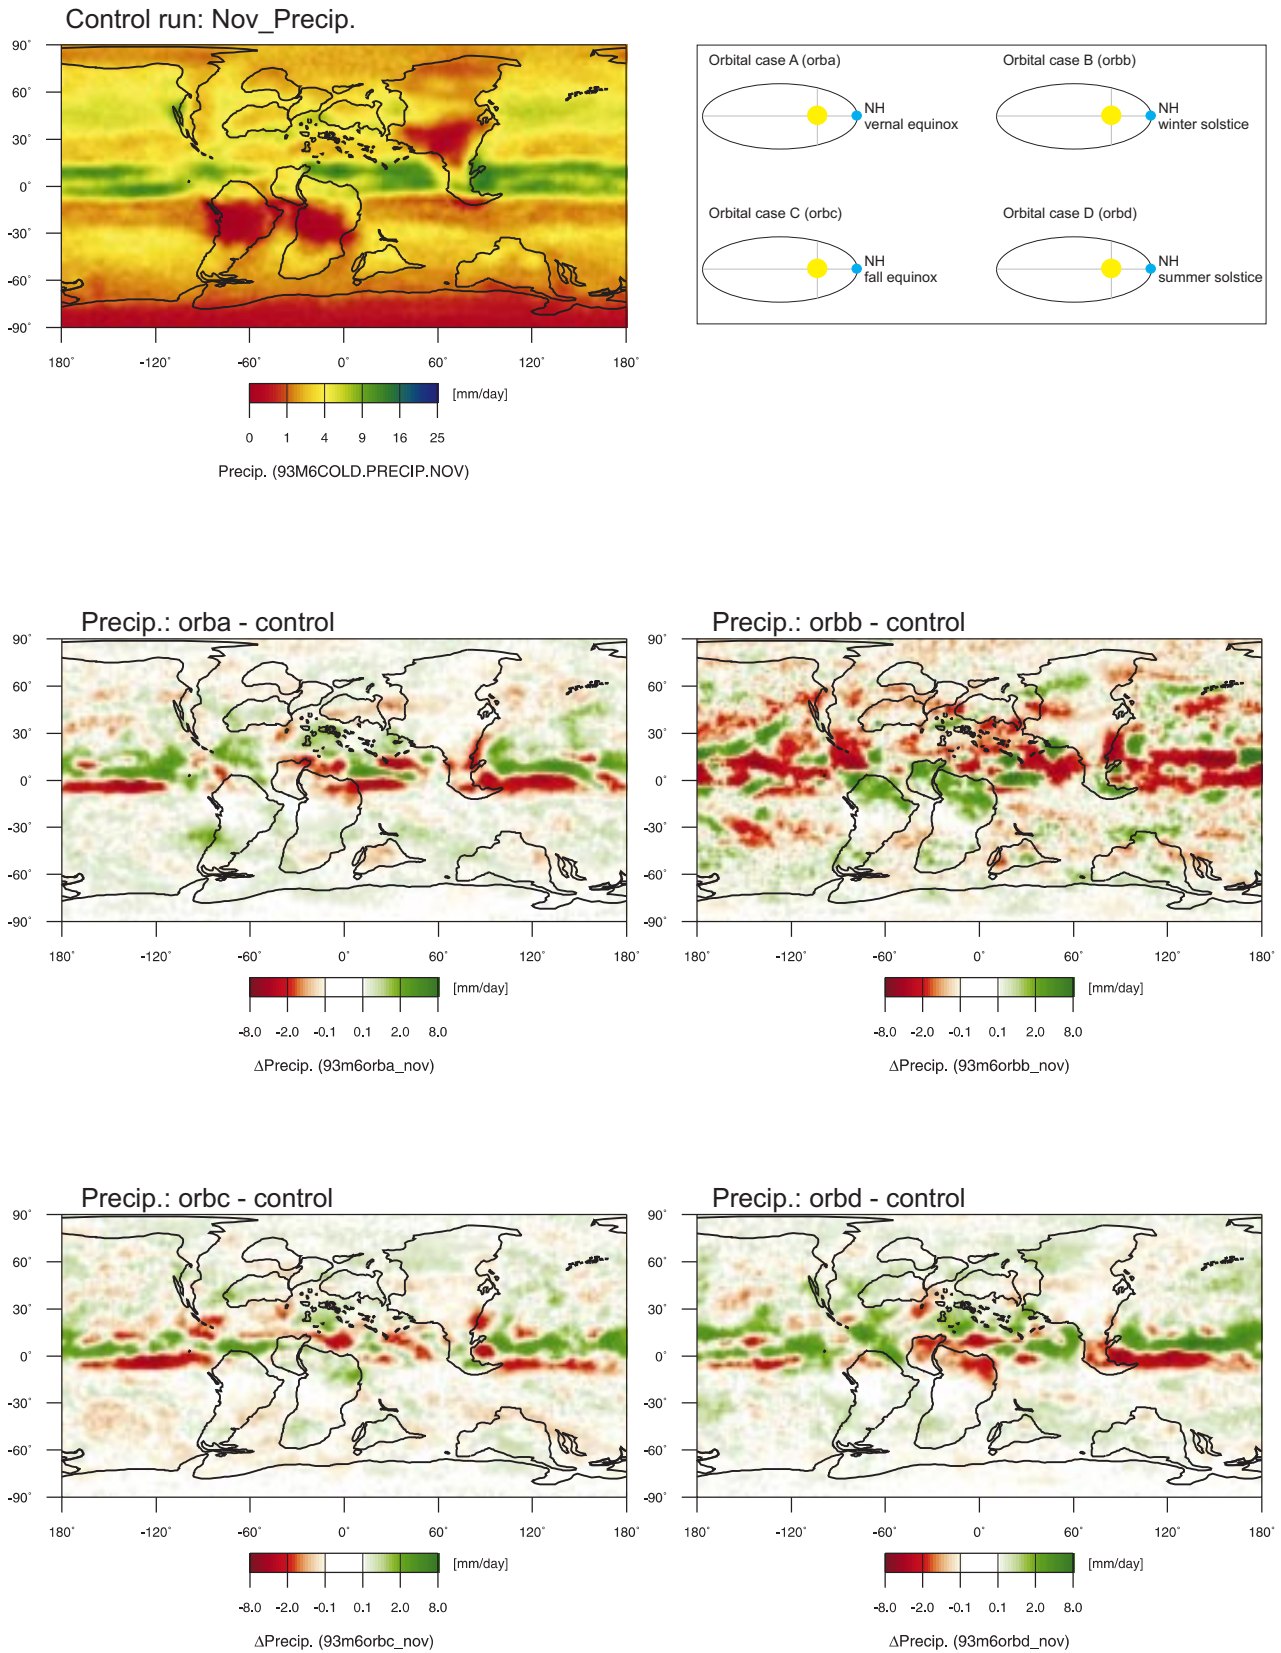 Control run: Nov_Precip.
90˚
60˚
30˚
0˚
-30˚
-60˚
-90˚
180˚ -120˚ -60˚ 0˚ 60˚ 120˚ 180˚
[mm/day]
0 1 4 9 16 25
Precip. (93M6COLD.PRECIP.NOV)
Orbital case A (orba)
NH
vernal equinox
Orbital case B (orbb)
NH
winter solstice
Orbital case C (orbc)
NH
fall equinox
Orbital case D (orbd)
NH
summer solstice
Precip.: orba - control
90˚
60˚
30˚
0˚
-30˚
-60˚
-90˚
180˚ -120˚ -60˚ 0˚ 60˚ 120˚ 180˚
[mm/day]
-8.0 -2.0 -0.1 0.1 2.0 8.0
ΔPrecip. (93m6orba_nov)
Precip.: orbb - control
90˚
60˚
30˚
0˚
-30˚
-60˚
-90˚
180˚ -120˚ -60˚ 0˚ 60˚ 120˚ 180˚
[mm/day]
-8.0 -2.0 -0.1 0.1 2.0 8.0
ΔPrecip. (93m6orbb_nov)
Precip.: orbc - control
90˚
60˚
30˚
0˚
-30˚
-60˚
-90˚
180˚ -120˚ -60˚ 0˚ 60˚ 120˚ 180˚
[mm/day]
-8.0 -2.0 -0.1 0.1 2.0 8.0
ΔPrecip. (93m6orbc_nov)
Precip.: orbd - control
90˚
60˚
30˚
0˚
-30˚
-60˚
-90˚
180˚ -120˚ -60˚ 0˚ 60˚ 120˚ 180˚
[mm/day]
-8.0 -2.0 -0.1 0.1 2.0 8.0
ΔPrecip. (93m6orbd_nov)